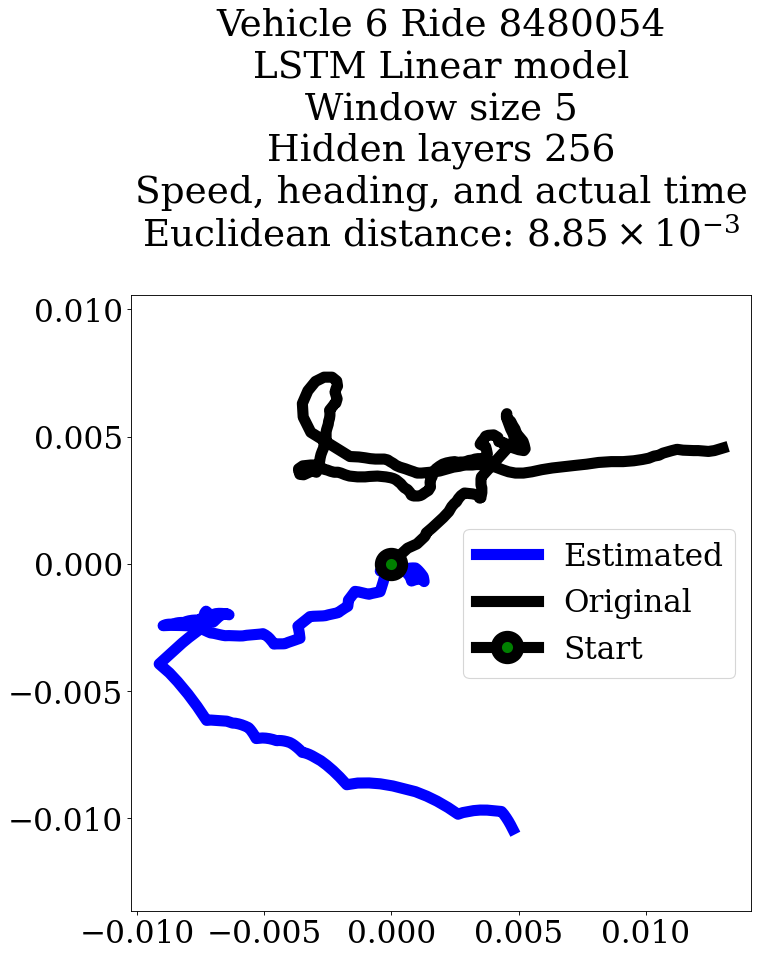 Vehicle 6 Ride 8480054
LSTM Linear model
Window size 5
Hidden layers 256
Speed, heading, and actual time
Euclidean distance: 8.85 × 10⁻³
0.010
0.005
0.000
−0.005
−0.010
Estimated
Original
Start
−0.010 −0.005 0.000 0.005 0.010